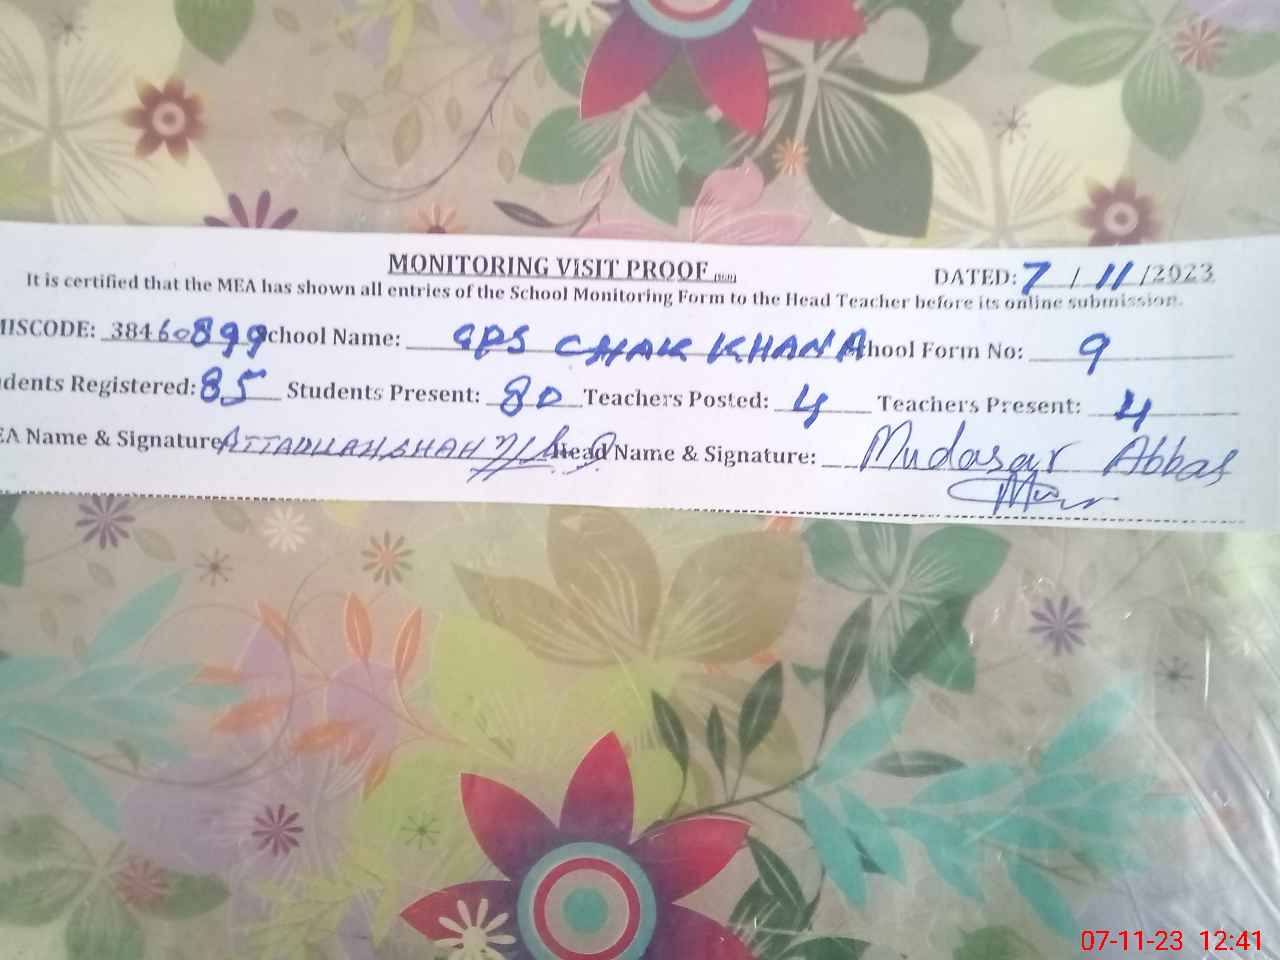 MONITORING VISIT PROOF
DATED: 7 / 11 /2023
It is certified that the MEA has shown all entries of the School Monitoring Form to the Head Teacher before its online submission.
MISCODE: 38460899 School Name: GPS CHAK KHANA School Form No: 9
dents Registered: 85 Students Present: 80 Teachers Posted: 4 Teachers Present: 4
EA Name & Signature ATTAULLAH SHAH Head Name & Signature: Mudasar Abbas
07-11-23 12:41